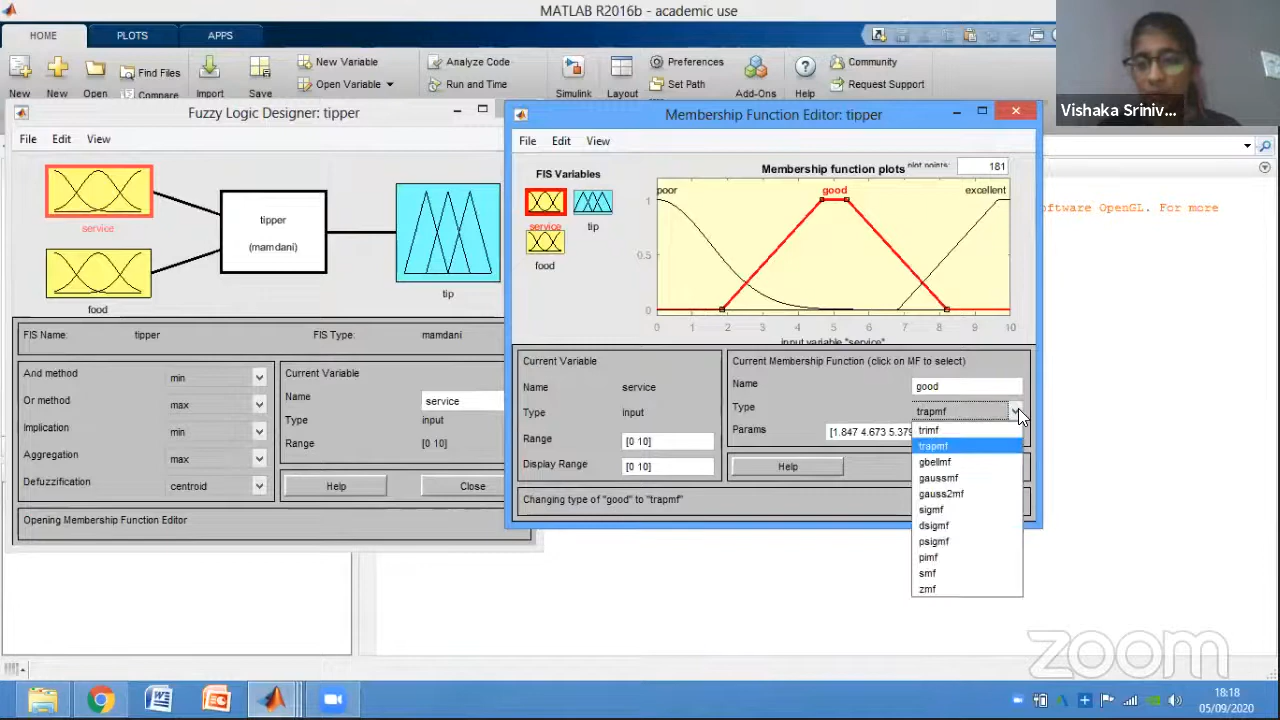 MATLAB R2016b - academic use
HOME
PLOTS
APPS
New
New
Open
Find Files
Compare
Import
Save
New Variable
Open Variable
Analyze Code
Run and Time
Simulink
Layout
Preferences
Set Path
Add-Ons
Help
Community
Request Support
Vishaka Sriniv...
Fuzzy Logic Designer: tipper
File Edit View
service
food
tipper
(mamdani)
tip
FIS Name: tipper FIS Type: mamdani
And method min
Or method max
Implication min
Aggregation max
Defuzzification centroid
Current Variable
Name service
Type input
Range [0 10]
Help Close
Opening Membership Function Editor
Membership Function Editor: tipper
File Edit View
FIS Variables
service
tip
food
Membership function plots
plot points: 181
poor good excellent
1
0.5
0
0 1 2 3 4 5 6 7 8 9 10
input variable "service"
Current Variable
Name service
Type input
Range [0 10]
Display Range [0 10]
Current Membership Function (click on MF to select)
Name good
Type trapmf
Params [1.847 4.673 5.379
Help
Changing type of "good" to "trapmf"
trimf
trapmf
gbellmf
gaussmf
gauss2mf
sigmf
dsigmf
psigmf
pimf
smf
zmf
oftware OpenGL. For more
zoom
18:18
05/09/2020